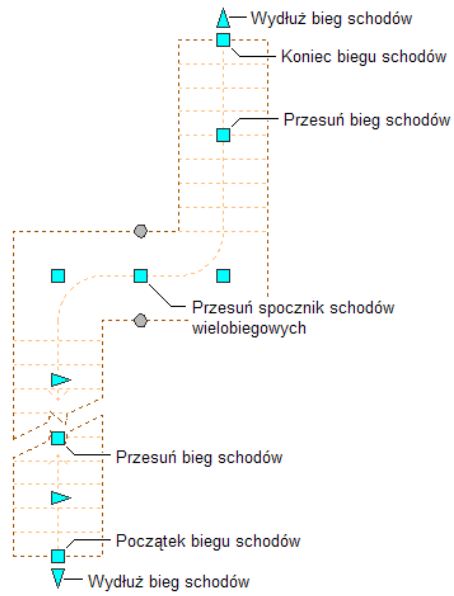 Wydłuż bieg schodów
Koniec biegu schodów
Przesuń bieg schodów
Przesuń spocznik schodów
wielobiegowych
Przesuń bieg schodów
Początek biegu schodów
Wydłuż bieg schodów